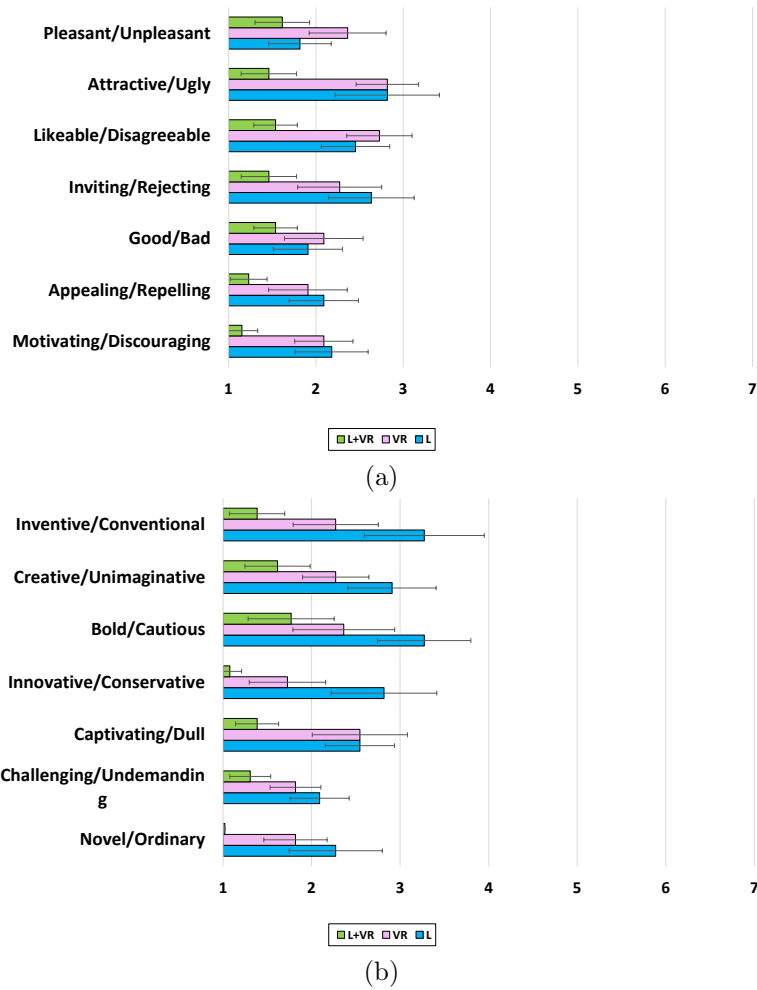 Pleasant/Unpleasant
Attractive/Ugly
Likeable/Disagreeable
Inviting/Rejecting
Good/Bad
Appealing/Repelling
Motivating/Discouraging
1 2 3 4 5 6 7
L+VR VR L
(a)
Inventive/Conventional
Creative/Unimaginative
Bold/Cautious
Innovative/Conservative
Captivating/Dull
Challenging/Undemandin
g
Novel/Ordinary
1 2 3 4 5 6 7
L+VR VR L
(b)